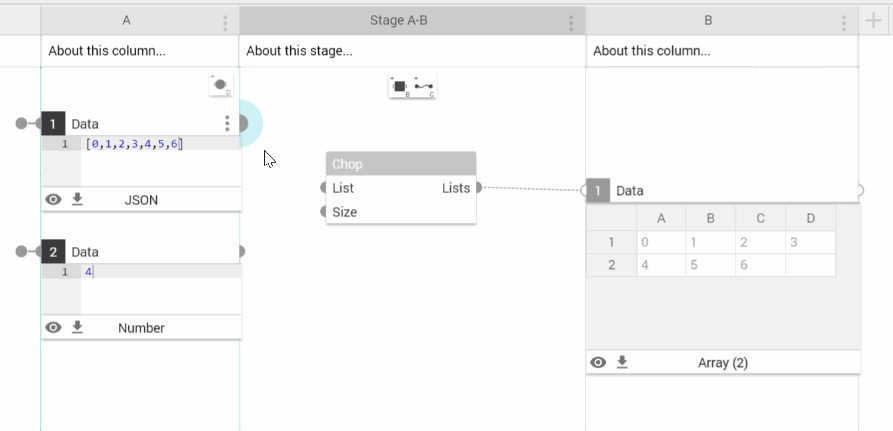 A Stage A-B B
About this column... About this stage... About this column...
D
B C
1 Data
1 [0,1,2,3,4,5,6]
JSON
2 Data
1 4
Number
Chop
List Lists
Size
1 Data
A B C D
1 0 1 2 3
2 4 5 6
Array (2)